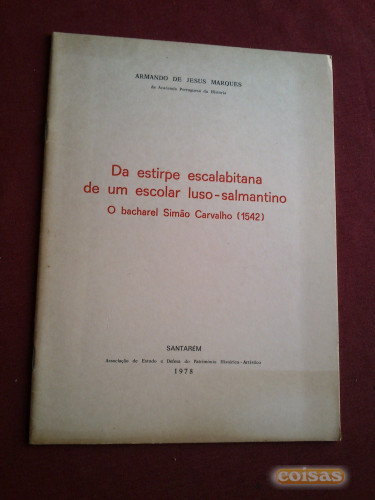 ARMANDO DE JESUS MARQUES
da Academia Portuguesa da História
Da estirpe escalabitana
de um escolar luso-salmantino
O bacharel Simão Carvalho (1542)
SANTARÉM
Associação de Estudo e Defesa do Património Histórico-Artístico
1978
coisas